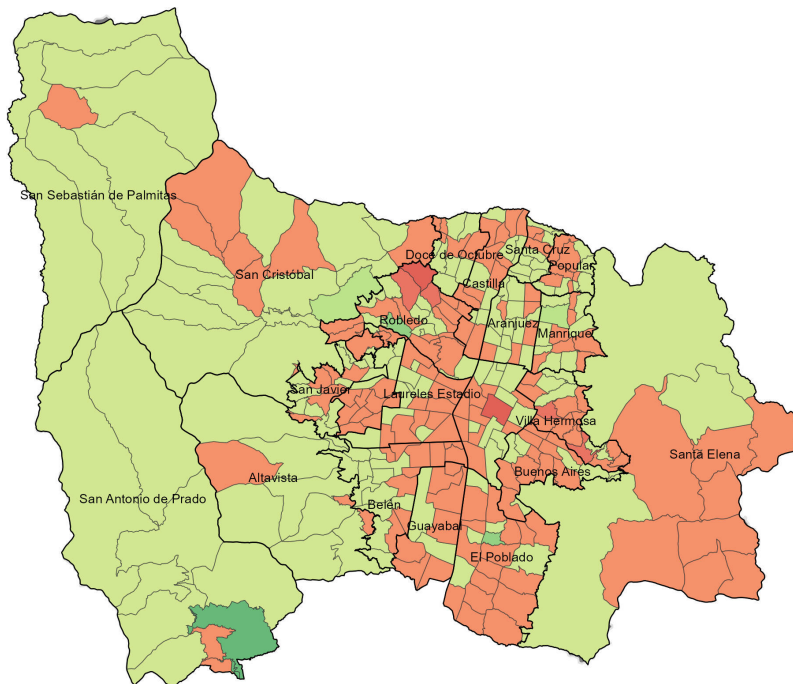 San Sebastián de Palmitas
Doce de Octubre
Santa Cruz
Popular
San Cristóbal
Castilla
Robledo
Aranjuez
Manrique
San Javier
Laureles Estadio
Villa Hermosa
Santa Elena
Buenos Aires
Altavista
San Antonio de Prado
Belén
Guayabal
El Poblado